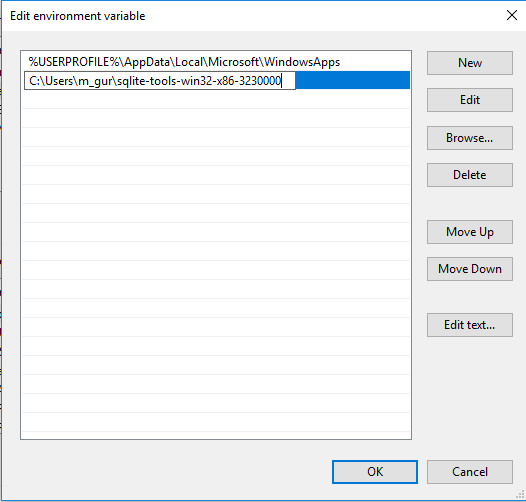 Edit environment variable
%USERPROFILE%\AppData\Local\Microsoft\WindowsApps
C:\Users\m_gur\sqlite-tools-win32-x86-3230000
New
Edit
Browse...
Delete
Move Up
Move Down
Edit text...
OK
Cancel